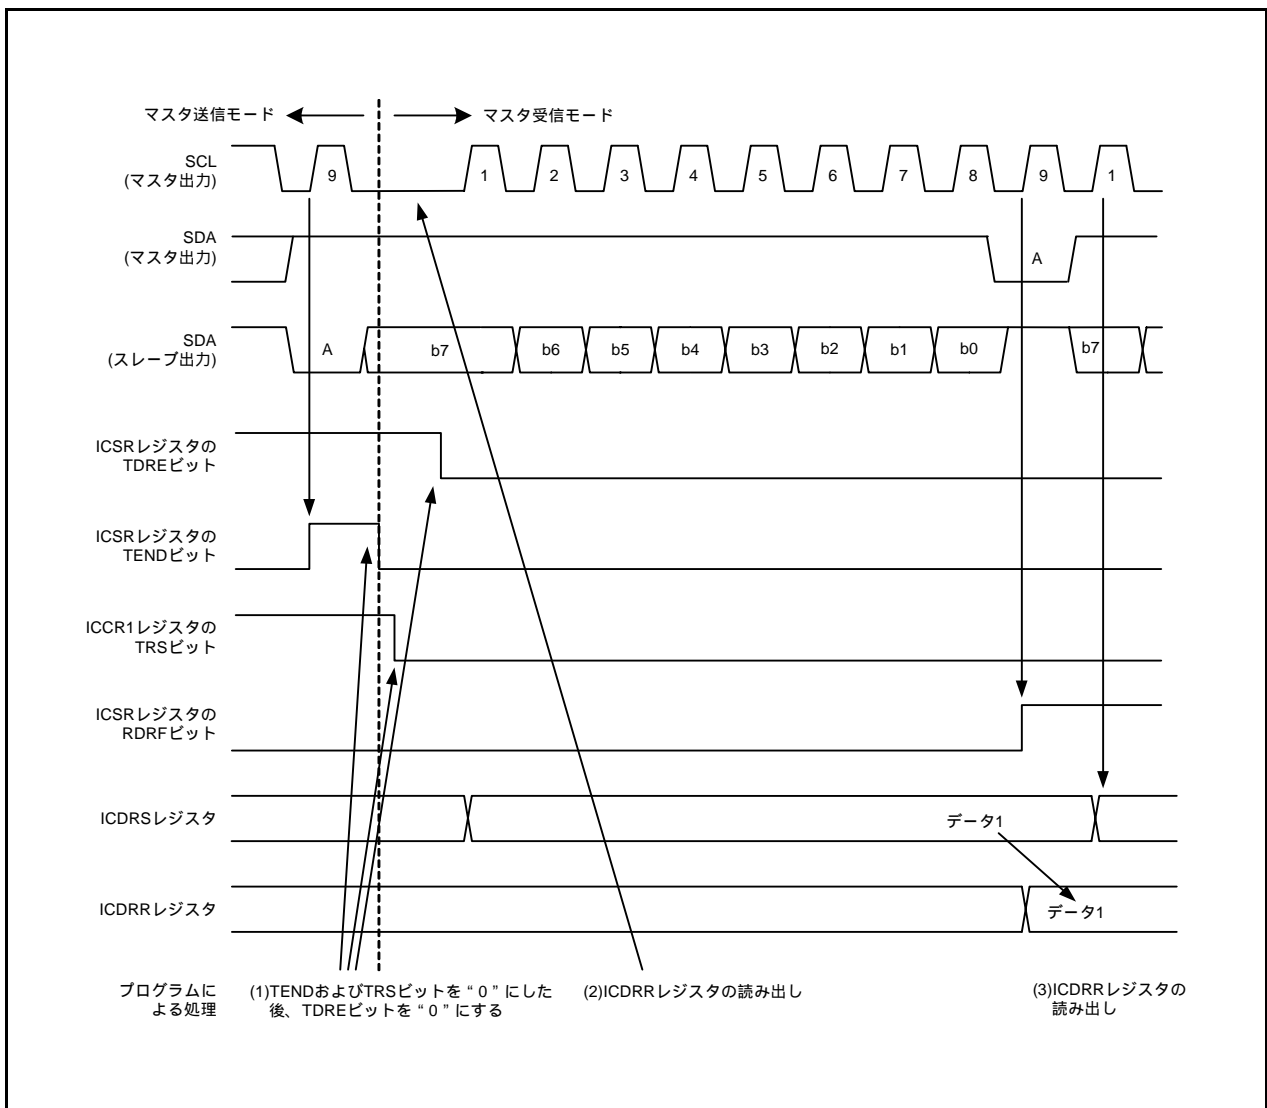 マスタ送信モード マスタ受信モード
SCL
(マスタ出力)
9 1 2 3 4 5 6 7 8 9 1
SDA
(マスタ出力)
A
SDA
(スレーブ出力)
A b7 b6 b5 b4 b3 b2 b1 b0 b7
ICSRレジスタの
TDREビット
ICSRレジスタの
TENDビット
ICCR1レジスタの
TRSビット
ICSRレジスタの
RDRFビット
ICDRSレジスタ
データ1
ICDRRレジスタ
データ1
プログラムに
よる処理
(1)TENDおよびTRSビットを“0”にした
後、TDREビットを“0”にする
(2)ICDRRレジスタの読み出し
(3)ICDRRレジスタの
読み出し